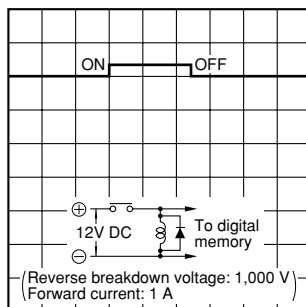 ON OFF
⊕
12V DC
⊖
To digital
memory
(Reverse breakdown voltage: 1,000 V
Forward current: 1 A)